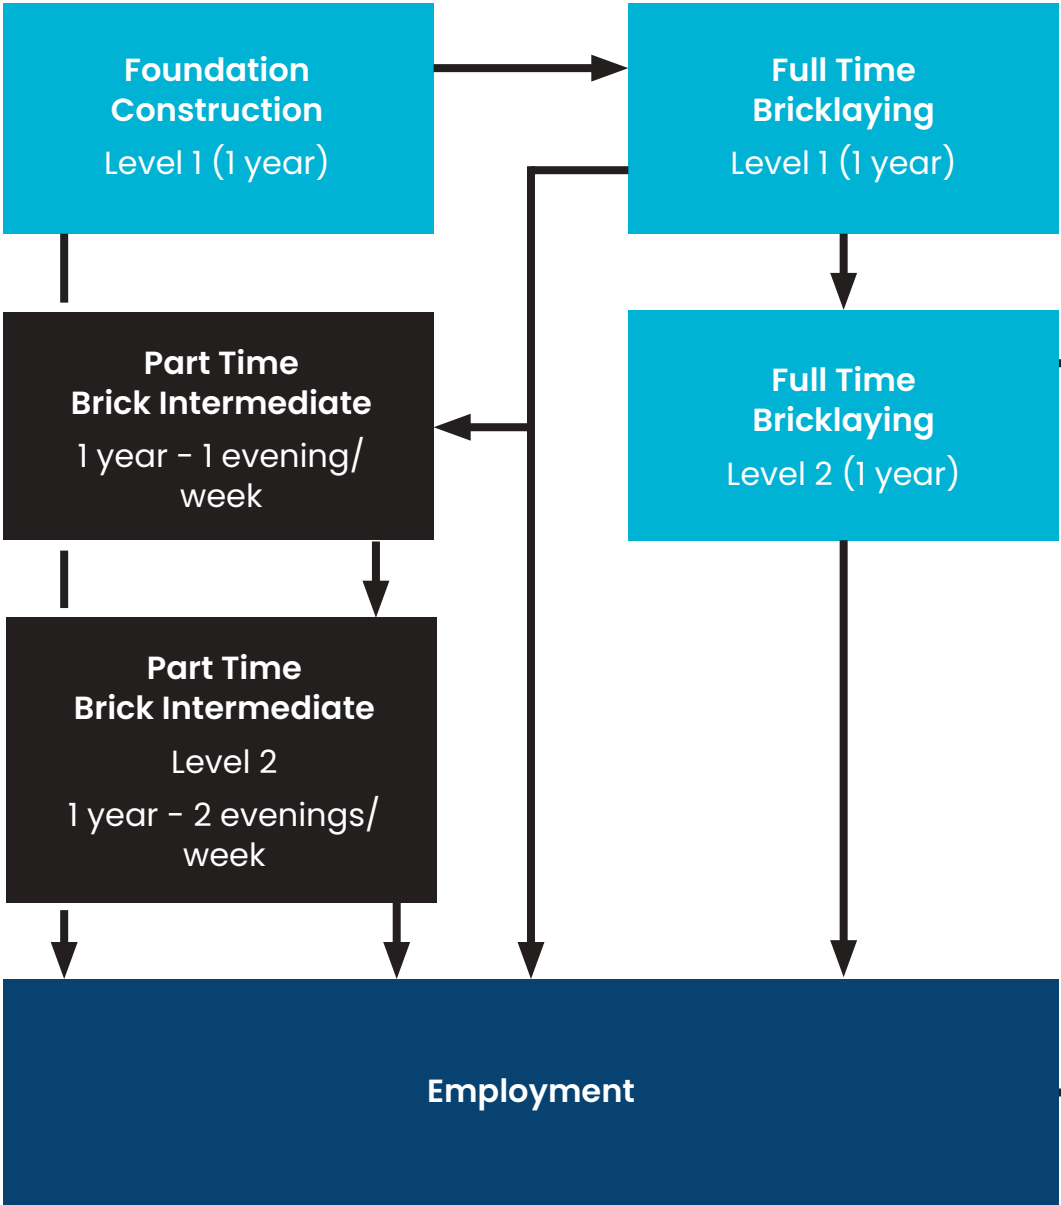 Foundation
Construction
Level 1 (1 year)
Full Time
Bricklaying
Level 1 (1 year)
Part Time
Brick Intermediate
1 year - 1 evening/
week
Full Time
Bricklaying
Level 2 (1 year)
Part Time
Brick Intermediate
Level 2
1 year - 2 evenings/
week
Employment